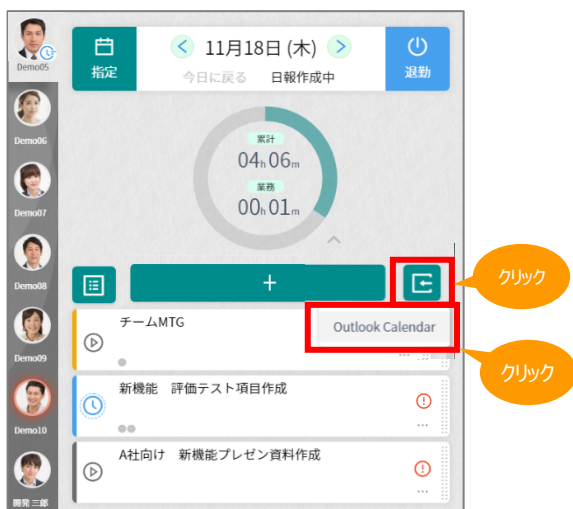 Demo05
Demo06
Demo07
Demo08
Demo09
Demo10
開発 三郎
指定
11月18日 (木)
今日に戻る 日報作成中
退勤
累計
04h 06m
業務
00h 01m
+
クリック
チームMTG
Outlook Calendar
クリック
新機能 評価テスト項目作成
A社向け 新機能プレゼン資料作成